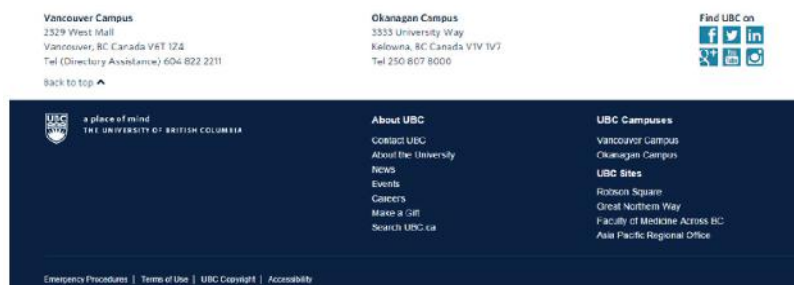 Vancouver Campus
2329 West Mall
Vancouver, BC Canada V6T 1Z4
Tel (Directory Assistance) 604 822 2211
Back to top
Okanagan Campus
3333 University Way
Kelowna, BC Canada V1V 1V7
Tel 250 807 8000
Find UBC on
UBC
a place of mind
THE UNIVERSITY OF BRITISH COLUMBIA
About UBC
Contact UBC
About the University
News
Events
Careers
Make a Gift
Search UBC.ca
UBC Campuses
Vancouver Campus
Okanagan Campus
UBC Sites
Robson Square
Great Northern Way
Faculty of Medicine Across BC
Asia Pacific Regional Office
Emergency Procedures | Terms of Use | UBC Copyright | Accessibility